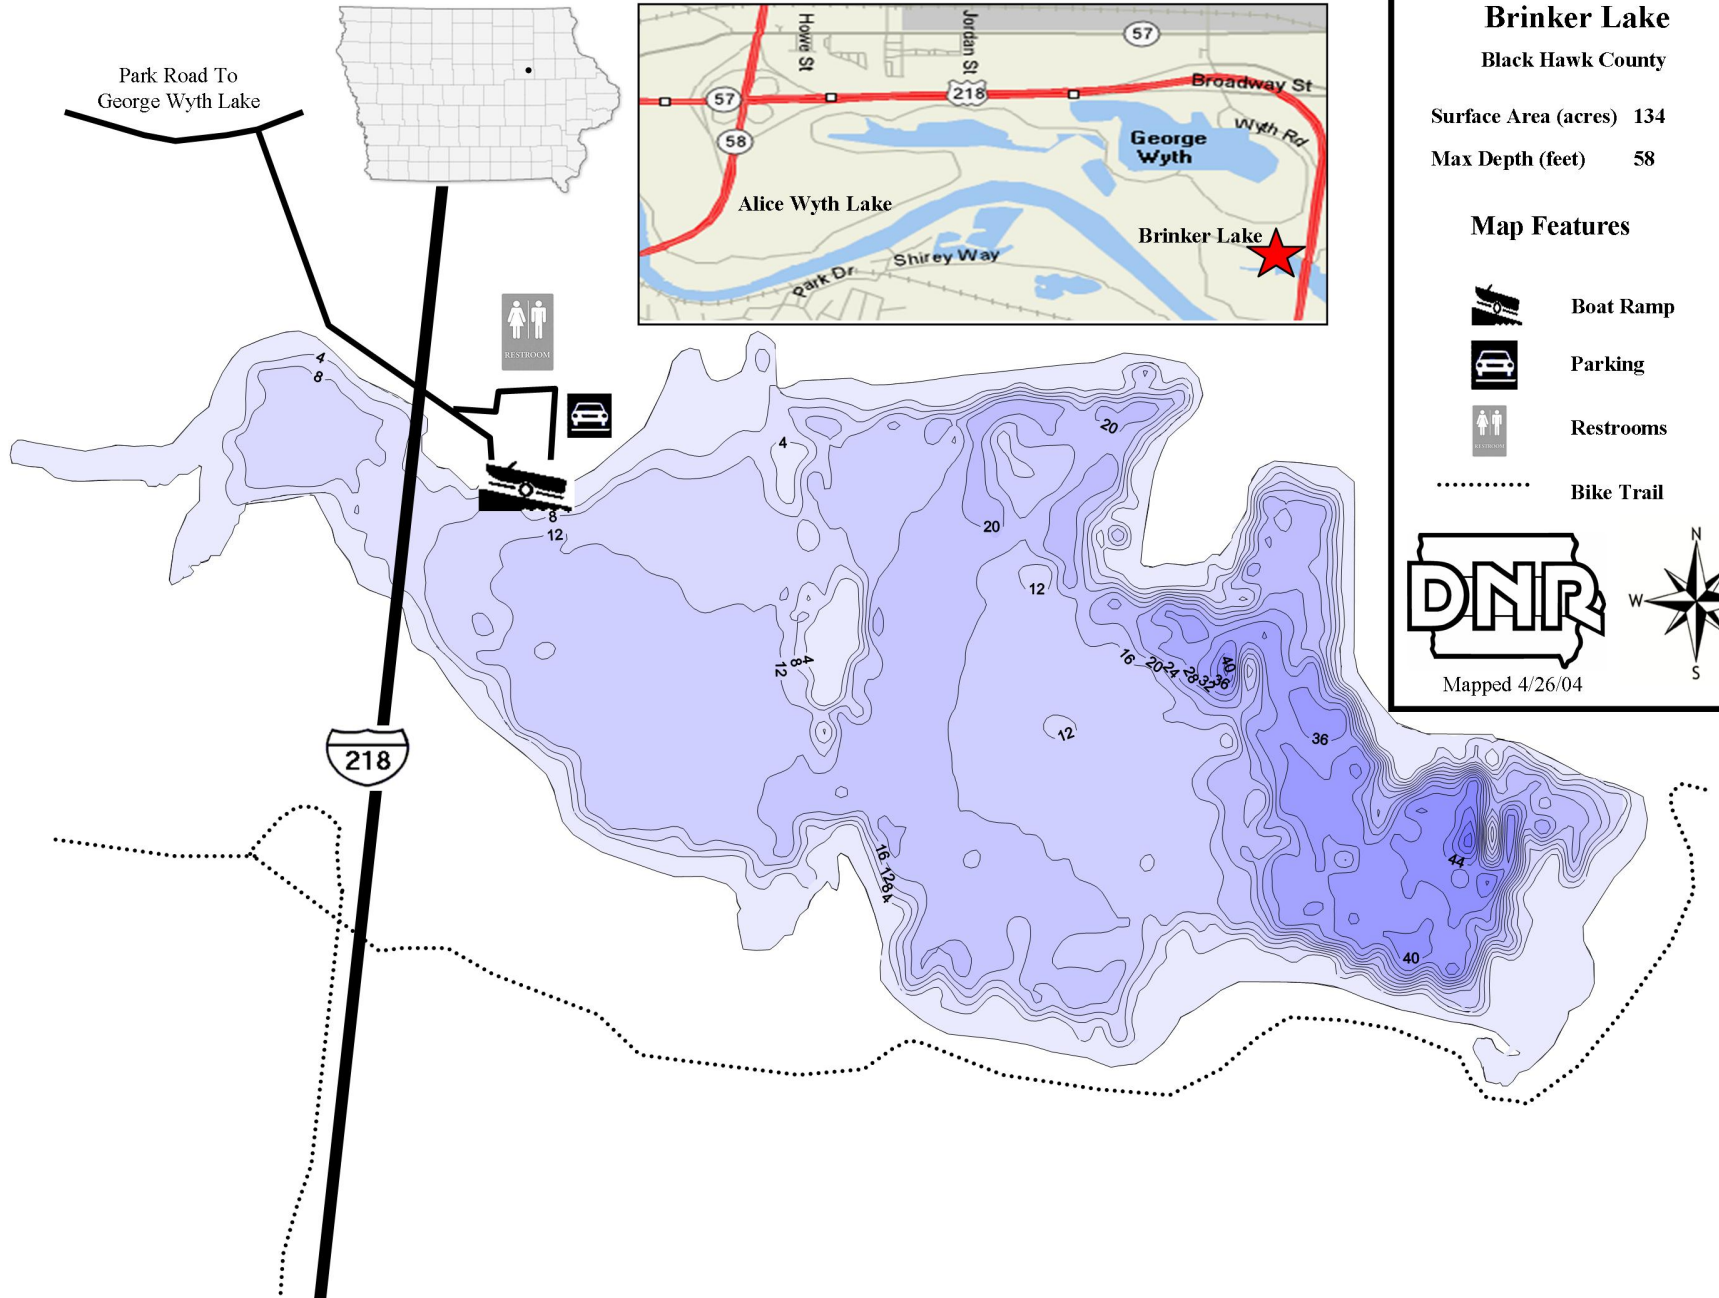 Park Road To
George Wyth Lake
57
Howe St
Jordan St
57
218
Broadway St
58
George
Wyth
Wyth Rd
Alice Wyth Lake
Brinker Lake
Shirey Way
Park Dr
Brinker Lake
Black Hawk County
Surface Area (acres) 134
Max Depth (feet) 58
Map Features
Boat Ramp
Parking
RESTROOM
Restrooms
Bike Trail
DNR
N
W
S
Mapped 4/26/04
RESTROOM
4
8
4
20
20
8
12
12
12
8
4
16
20
24
28
32
36
40
12
36
218
16
12
8
4
44
40